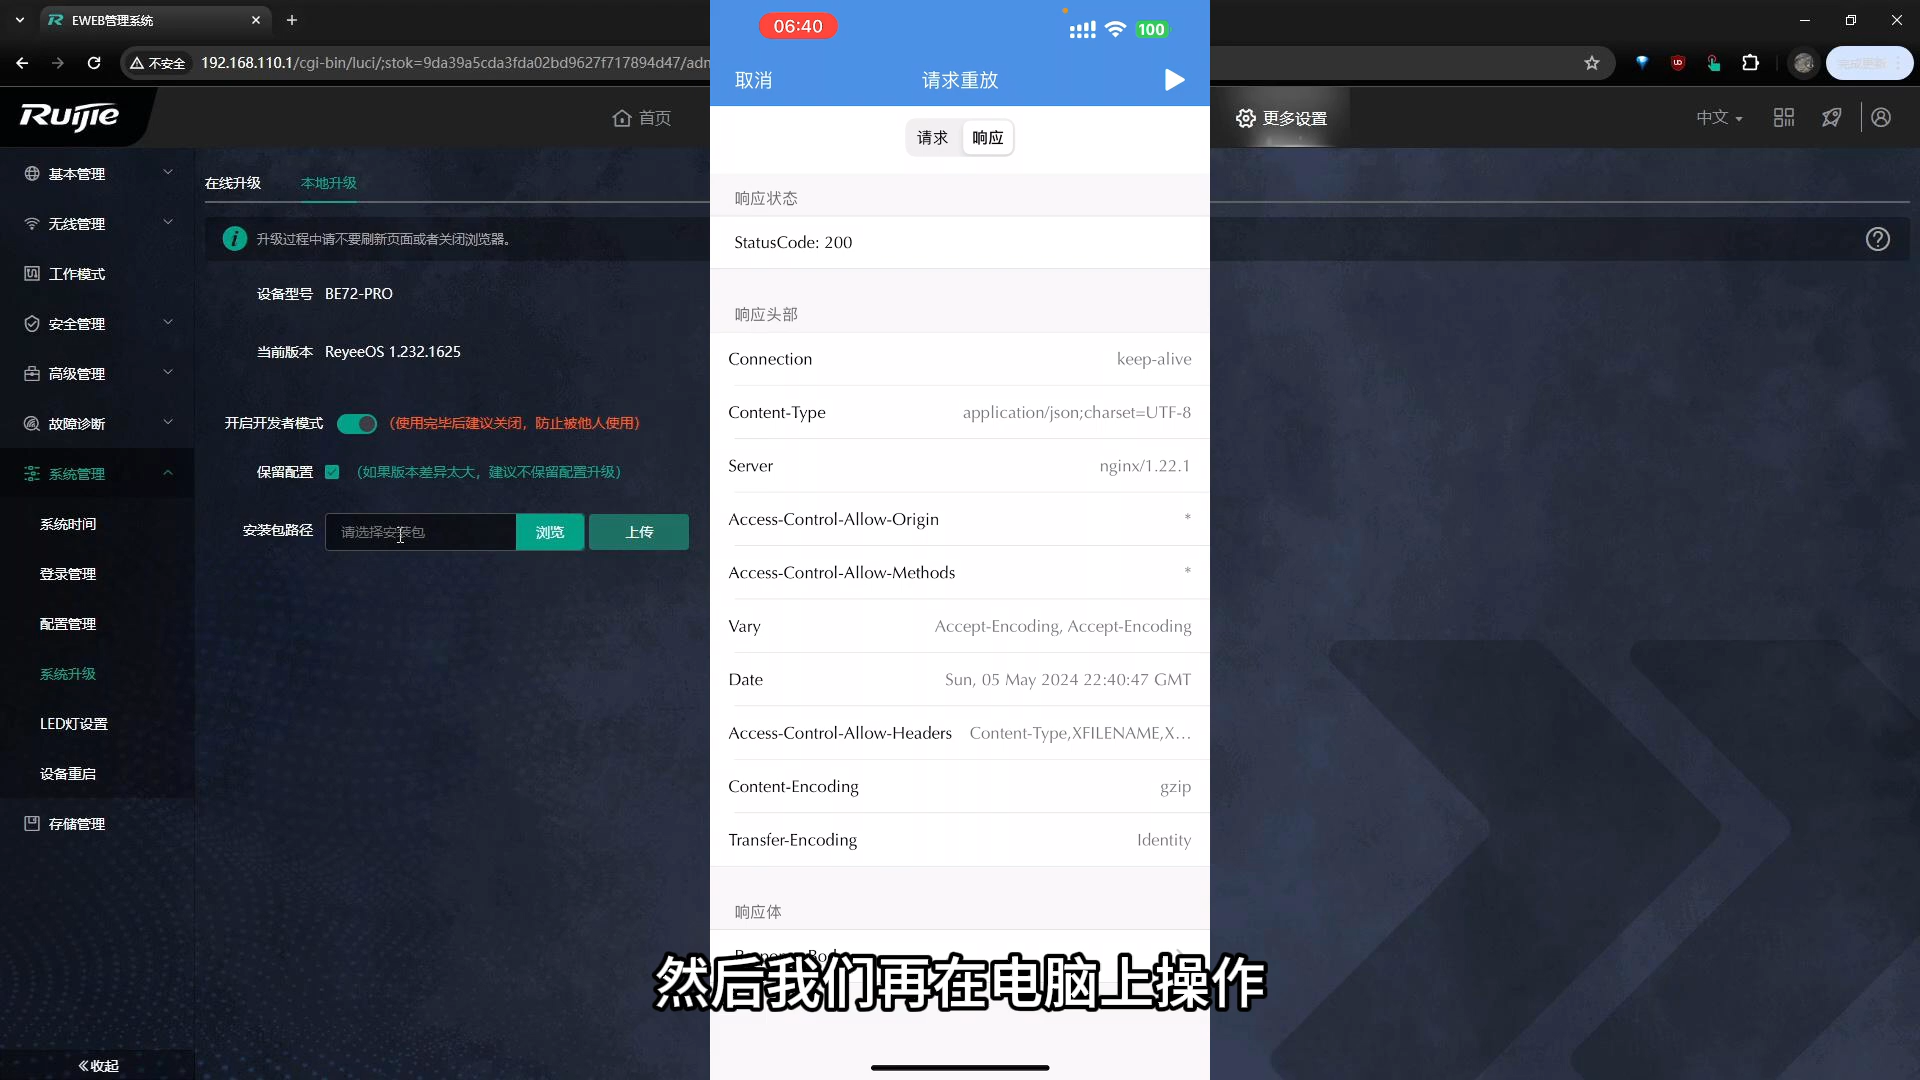 EWEB管理系统
不安全
192.168.110.1/cgi-bin/luci/;stok=9da39a5cda3fda02bd9627f717894d47/adn
完成更新
Ruijie
首页
更多设置
中文
基本管理
无线管理
工作模式
安全管理
高级管理
故障诊断
系统管理
系统时间
登录管理
配置管理
系统升级
LED灯设置
设备重启
存储管理
《收起
在线升级
本地升级
升级过程中请不要刷新页面或者关闭浏览器。
设备型号 BE72-PRO
当前版本 ReyeeOS 1.232.1625
开启开发者模式 (使用完毕后建议关闭，防止被他人使用)
保留配置 (如果版本差异太大，建议不保留配置升级)
安装包路径 请选择安装包 浏览 上传
06:40
100
取消 请求重放
请求 响应
响应状态
StatusCode: 200
响应头部
Connection keep-alive
Content-Type application/json;charset=UTF-8
Server nginx/1.22.1
Access-Control-Allow-Origin *
Access-Control-Allow-Methods *
Vary Accept-Encoding, Accept-Encoding
Date Sun, 05 May 2024 22:40:47 GMT
Access-Control-Allow-Headers Content-Type,XFILENAME,X...
Content-Encoding gzip
Transfer-Encoding Identity
响应体
然后我们再在电脑上操作